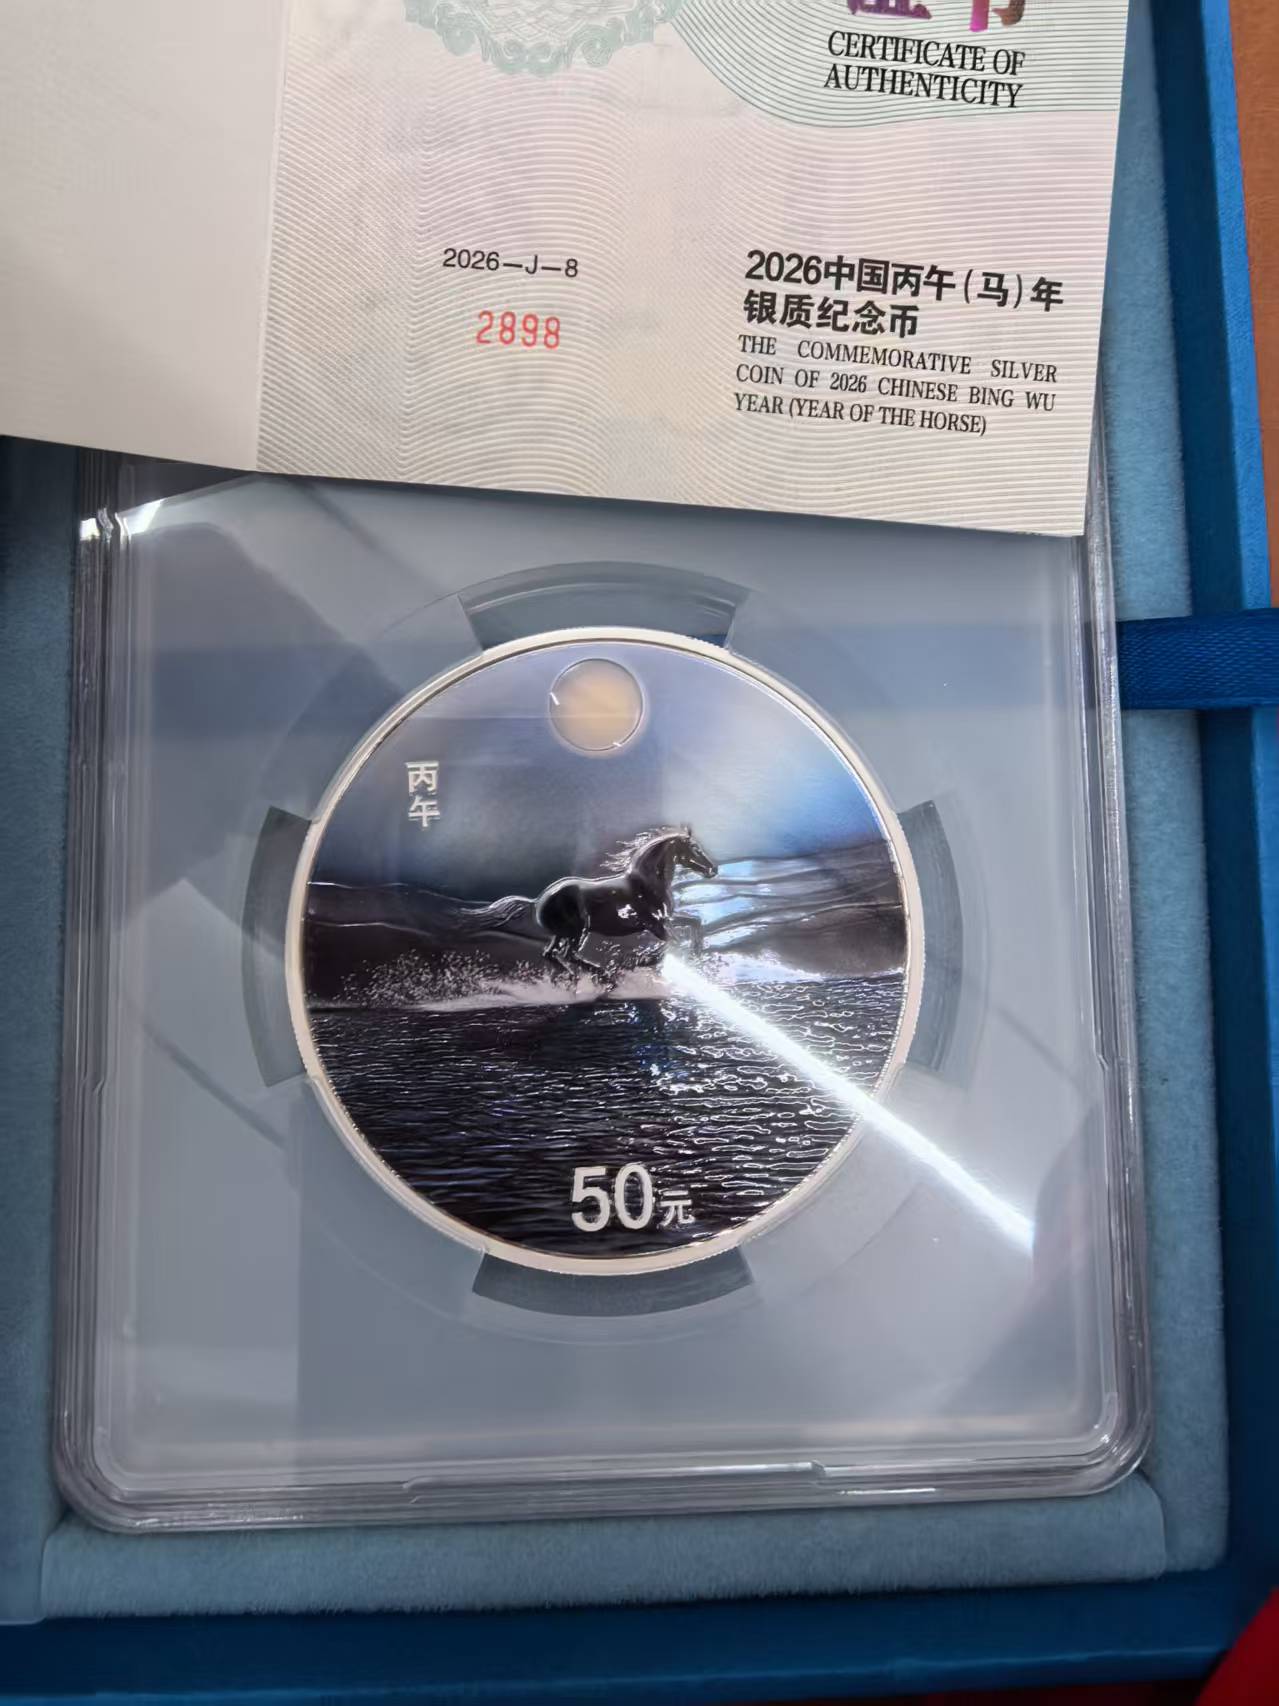 CERTIFICATE OF
AUTHENTICITY
2026-J-8
2898
2026中国丙午(马)年
银质纪念币
THE COMMEMORATIVE SILVER
COIN OF 2026 CHINESE BING WU
YEAR (YEAR OF THE HORSE)
丙午
50元